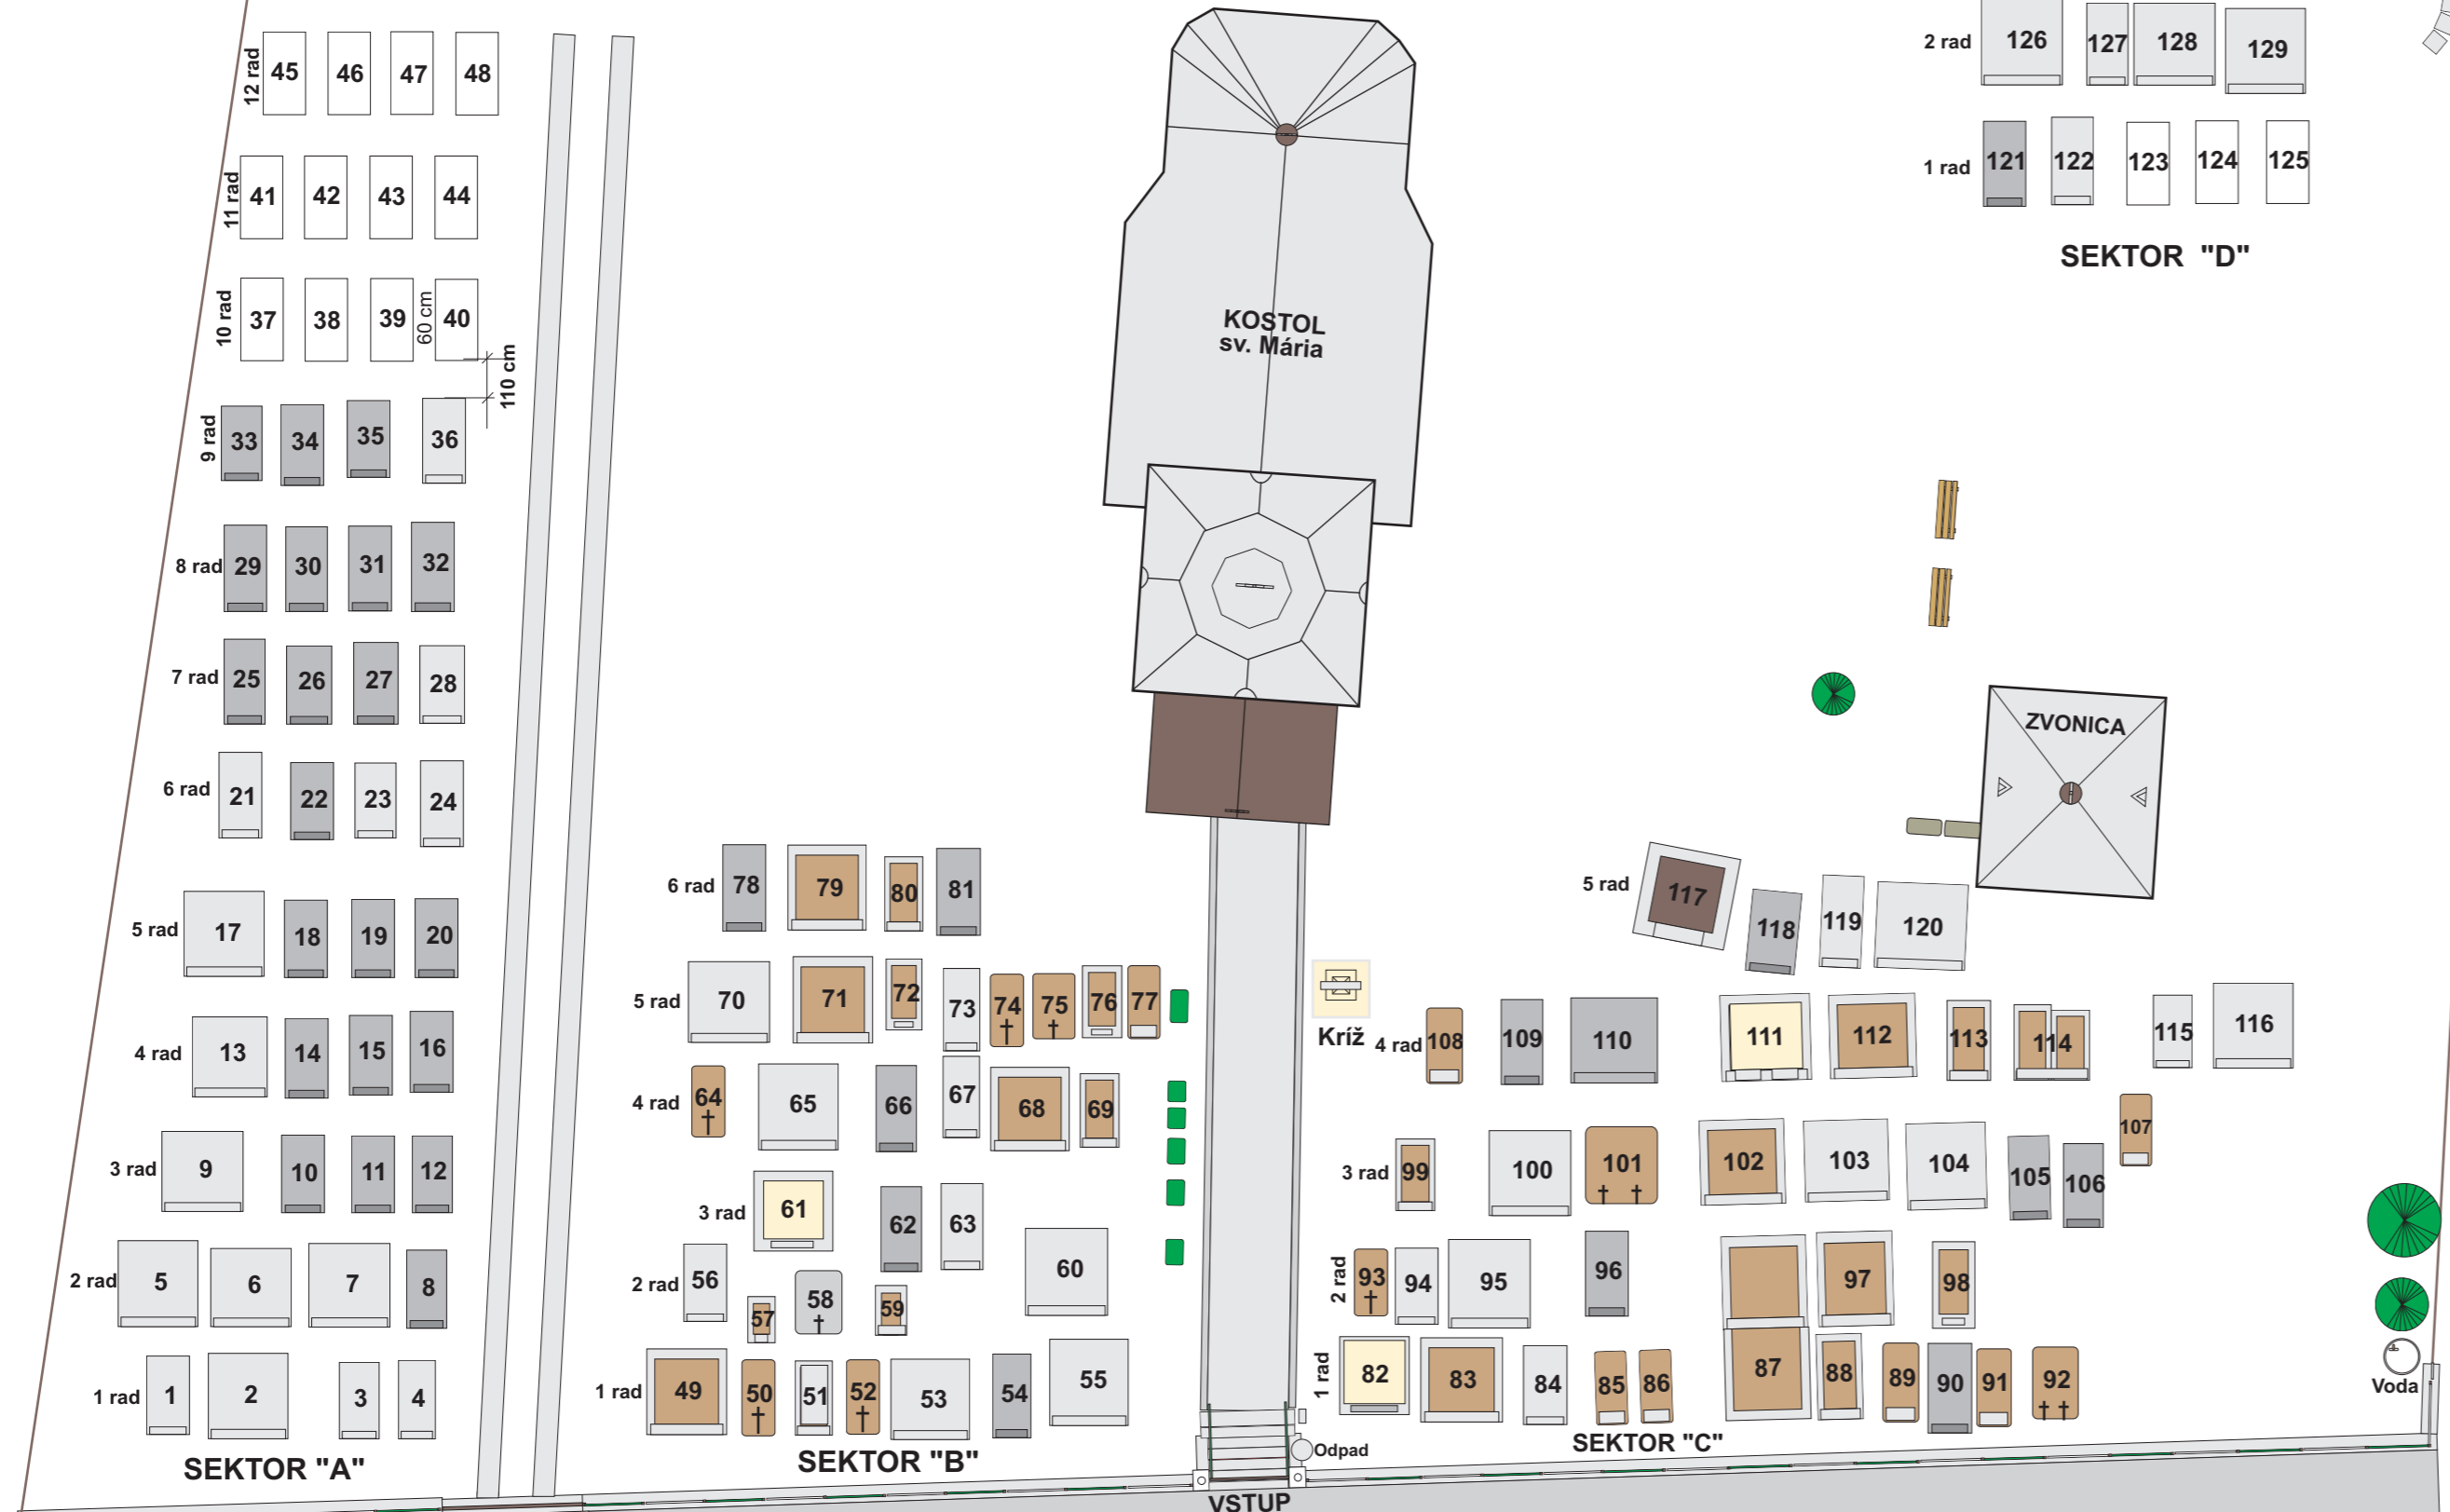 12 rad 45 46 47 48
11 rad 41 42 43 44
10 rad 37 38 39 60 cm 40
110 cm
9 rad 33 34 35 36
8 rad 29 30 31 32
7 rad 25 26 27 28
6 rad 21 22 23 24
5 rad 17 18 19 20
4 rad 13 14 15 16
3 rad 9 10 11 12
2 rad 5 6 7 8
1 rad 1 2 3 4
SEKTOR "A"
KOSTOL
sv. Mária
6 rad 78 79 80 81
5 rad 70 71 72 73 74 75 76 77
4 rad 64 65 66 67 68 69
3 rad 61 62 63
2 rad 56 57 58 59 60
1 rad 49 50 51 52 53 54 55
SEKTOR "B"
2 rad 126 127 128 129
1 rad 121 122 123 124 125
SEKTOR "D"
ZVONICA
5 rad 117 118 119 120
Kríž
4 rad 108 109 110 111 112 113 114 115 116
3 rad 99 100 101 102 103 104 105 106 107
2 rad 93 94 95 96 97 98
1 rad 82 83 84 85 86 87 88 89 90 91 92
Voda
SEKTOR "C"
Odpad
VSTUP